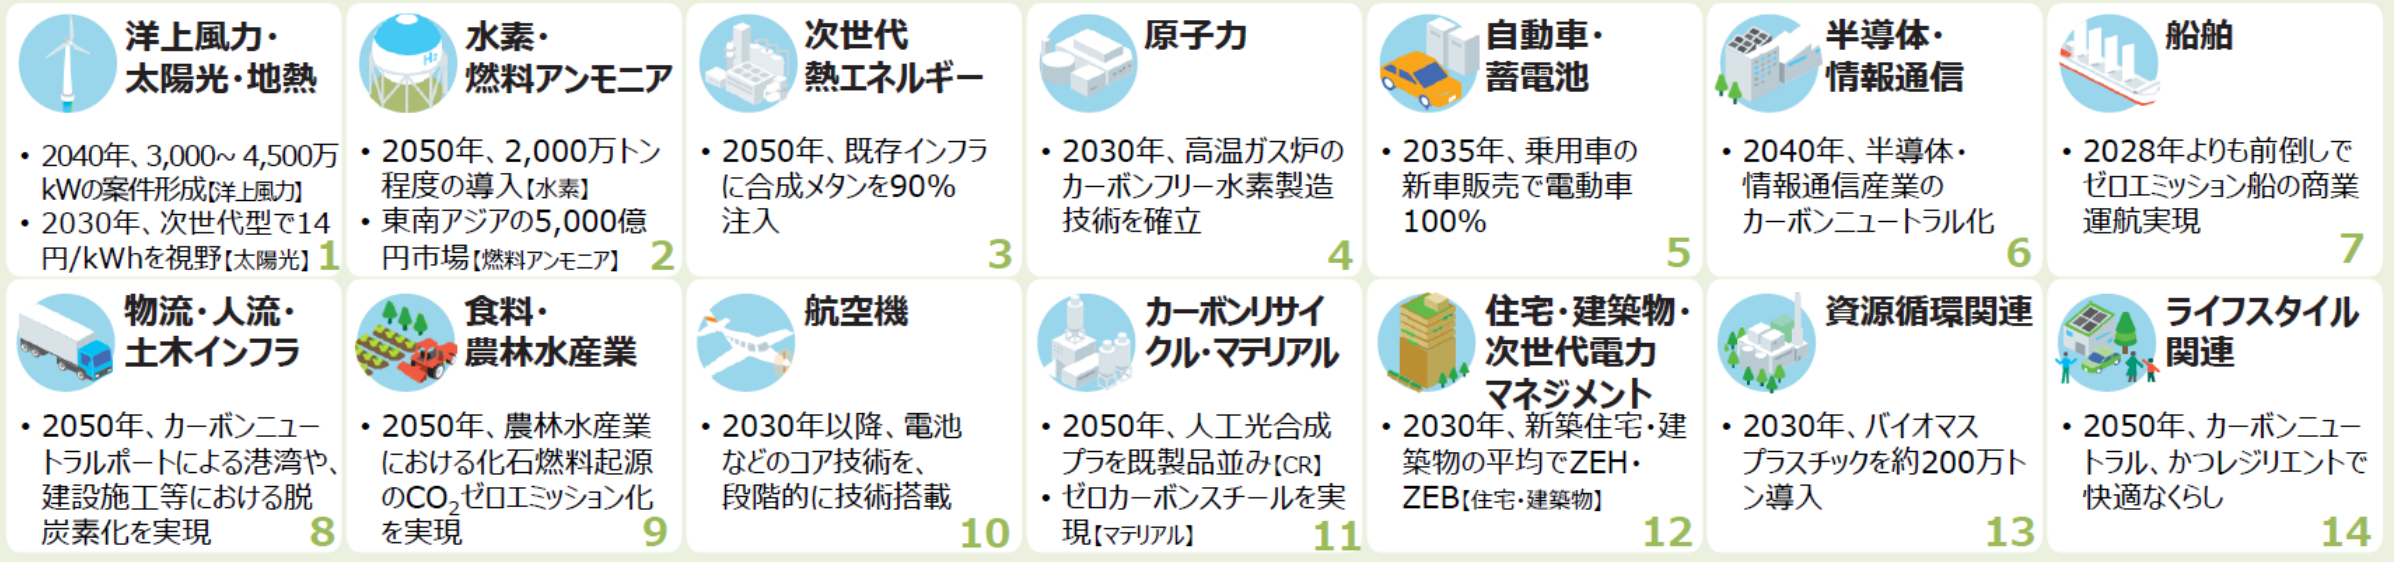 洋上風力・
太陽光・地熱
• 2040年、3,000~ 4,500万
kWの案件形成【洋上風力】
• 2030年、次世代型で14
円/kWhを視野【太陽光】
1
水素・
燃料アンモニア
H2
• 2050年、2,000万トン
程度の導入【水素】
• 東南アジアの5,000億
円市場【燃料アンモニア】
2
次世代
熱エネルギー
• 2050年、既存インフラ
に合成メタンを90%
注入
3
原子力
• 2030年、高温ガス炉の
カーボンフリー水素製造
技術を確立
4
自動車・
蓄電池
• 2035年、乗用車の
新車販売で電動車
100%
5
半導体・
情報通信
• 2040年、半導体・
情報通信産業の
カーボンニュートラル化
6
船舶
• 2028年よりも前倒しで
ゼロエミッション船の商業
運航実現
7
物流・人流・
土木インフラ
• 2050年、カーボンニュー
トラルポートによる港湾や、
建設施工等における脱
炭素化を実現
8
食料・
農林水産業
• 2050年、農林水産業
における化石燃料起源
のCO₂ゼロエミッション化
を実現
9
航空機
• 2030年以降、電池
などのコア技術を、
段階的に技術搭載
10
カーボンリサイ
クル・マテリアル
• 2050年、人工光合成
プラを既製品並み【CR】
• ゼロカーボンスチールを実
現【マテリアル】
11
住宅・建築物・
次世代電力
マネジメント
• 2030年、新築住宅・建
築物の平均でZEH・
ZEB【住宅・建築物】
12
資源循環関連
• 2030年、バイオマス
プラスチックを約200万ト
ン導入
13
ライフスタイル
関連
• 2050年、カーボンニュー
トラル、かつレジリエントで
快適なくらし
14